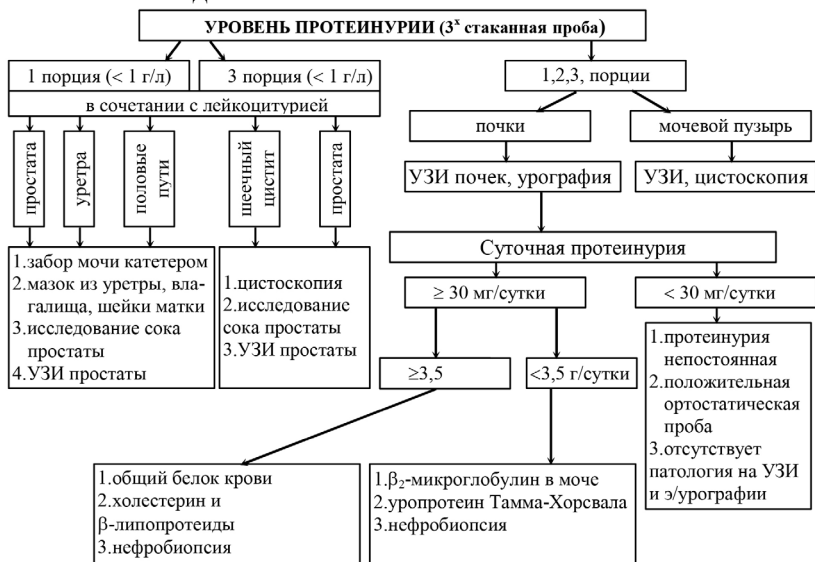 УРОВЕНЬ ПРОТЕИНУРИИ (3х стаканная проба)
1 порция (< 1 г/л)
3 порция (< 1 г/л)
1,2,3, порции
в сочетании с лейкоцитурией
почки
мочевой пузырь
простата
уретра
половые
пути
шеечный
цистит
простата
УЗИ почек, урография
УЗИ, цистоскопия
Суточная протеинурия
1.забор мочи катетером
2.мазок из уретры, вла-
галища, шейки матки
3.исследование сока
простаты
4.УЗИ простаты
1.цистоскопия
2.исследование
сока простаты
3.УЗИ простаты
≥ 30 мг/сутки
< 30 мг/сутки
≥3,5
<3,5 г/сутки
1.протеинурия
непостоянная
2.положительная
ортостатическая
проба
3.отсутствует
патология на УЗИ
и э/урографии
1.общий белок крови
2.холестерин и
β-липопротеиды
3.нефробиопсия
1.β₂-микроглобулин в моче
2.уропротеин Тамма-Хорсвала
3.нефробиопсия